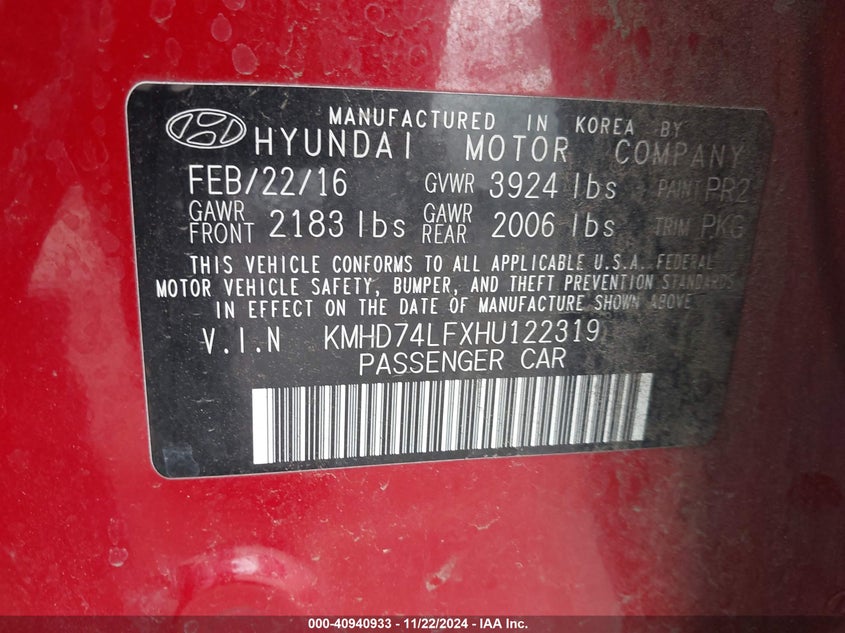 MANUFACTURED IN KOREA BY
HYUNDAI MOTOR COMPANY
FEB/22/16 GVWR 3924 lbs PAINT PR2
GAWR FRONT 2183 lbs GAWR REAR 2006 lbs TRIM PKG
THIS VEHICLE CONFORMS TO ALL APPLICABLE U.S.A. FEDERAL
MOTOR VEHICLE SAFETY, BUMPER, AND THEFT PREVENTION STANDARDS
IN EFFECT ON THE DATE OF MANUFACTURE SHOWN ABOVE
V.I.N KMHD74LFXHU122319
PASSENGER CAR
000-40940933 - 11/22/2024 - IAA Inc.